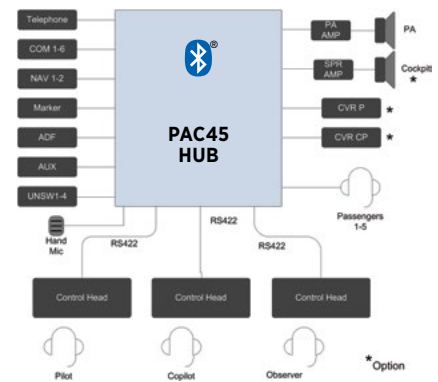 Telephone
COM 1-6
NAV 1-2
Marker
ADF
AUX
UNSW1-4
Hand
Mic
®
PAC45
HUB
PA
AMP
PA
SPR
AMP
Cockpit
*
CVR P *
CVR CP *
Passengers
1-5
RS422
RS422
RS422
Control Head
Control Head
Control Head
Pilot
Copilot
Observer
*Option